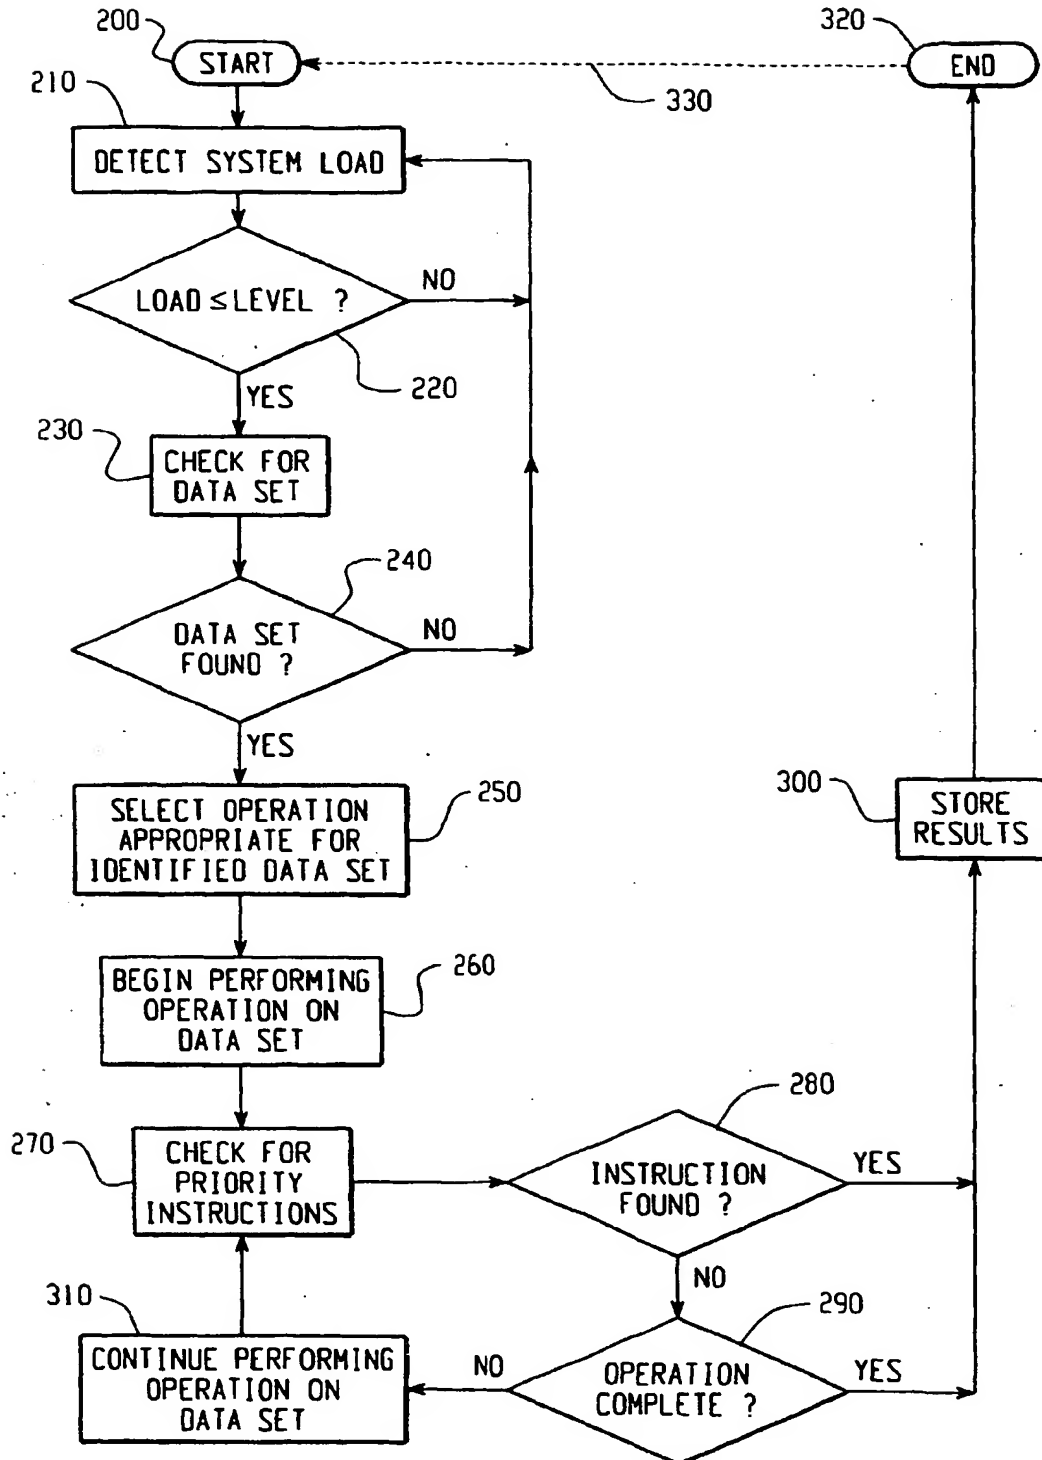 200
START
320
END
210
330
DETECT SYSTEM LOAD
LOAD ≤ LEVEL ?
NO
220
YES
230
CHECK FOR
DATA SET
240
DATA SET
FOUND ?
NO
YES
SELECT OPERATION
APPROPRIATE FOR
IDENTIFIED DATA SET
250
300
STORE
RESULTS
BEGIN PERFORMING
OPERATION ON
DATA SET
260
270
CHECK FOR
PRIORITY
INSTRUCTIONS
280
INSTRUCTION
FOUND ?
YES
NO
310
CONTINUE PERFORMING
OPERATION ON
DATA SET
NO
290
OPERATION
COMPLETE ?
YES